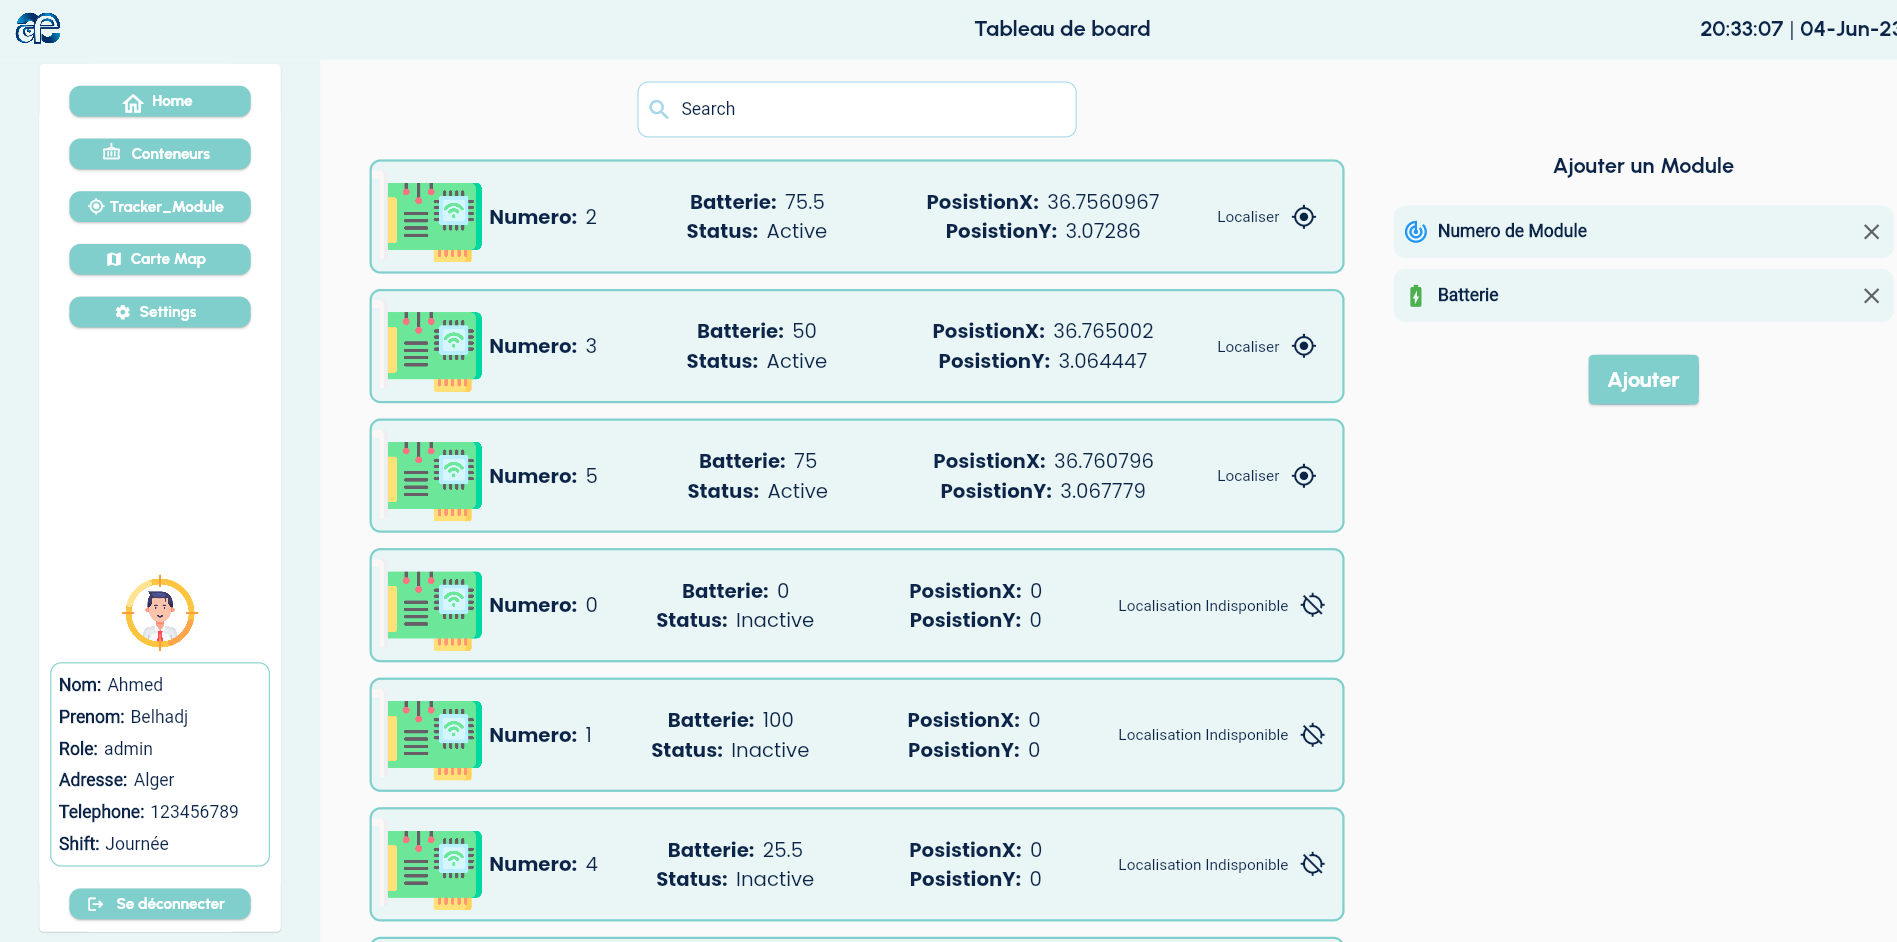 æ
Tableau de board
20:33:07 | 04-Jun-23
Home
Conteneurs
Tracker_Module
Carte Map
Settings
Nom: Ahmed
Prenom: Belhadj
Role: admin
Adresse: Alger
Telephone: 123456789
Shift: Journée
Se déconnecter
Search
Numero: 2
Batterie: 75.5
Status: Active
PosistionX: 36.7560967
PosistionY: 3.07286
Localiser
Numero: 3
Batterie: 50
Status: Active
PosistionX: 36.765002
PosistionY: 3.064447
Localiser
Numero: 5
Batterie: 75
Status: Active
PosistionX: 36.760796
PosistionY: 3.067779
Localiser
Numero: 0
Batterie: 0
Status: Inactive
PosistionX: 0
PosistionY: 0
Localisation Indisponible
Numero: 1
Batterie: 100
Status: Inactive
PosistionX: 0
PosistionY: 0
Localisation Indisponible
Numero: 4
Batterie: 25.5
Status: Inactive
PosistionX: 0
PosistionY: 0
Localisation Indisponible
Ajouter un Module
Numero de Module
Batterie
Ajouter